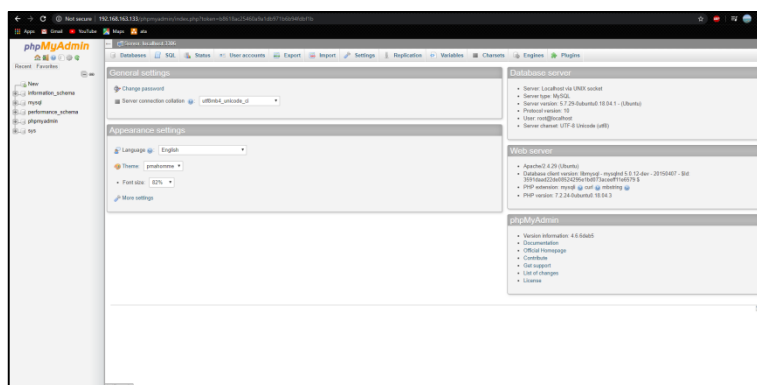 Not secure | 192.168.163.133/phpmyadmin/index.php?token=
Apps Gmail YouTube Maps ata
phpMyAdmin
Recent Favorites
New
information_schema
mysql
performance_schema
phpmyadmin
sys
Server: localhost:3306
Databases SQL Status User accounts Export Import Settings Replication Variables Charsets Engines Plugins
General settings
Change password
Server connection collation
Appearance settings
Language English
Theme: pmahomme
Font size: 82%
More settings
Database server
Server: Localhost via UNIX socket
Server type: MySQL
Server version: 5.7.29-0ubuntu0.18.04.1 - (Ubuntu)
Protocol version: 10
User: root@localhost
Server charset: UTF-8 Unicode (utf8)
Web server
Apache/2.4.29 (Ubuntu)
Database client version: libmysql - mysqlnd 5.0.12-dev - 20150407 - $Id:
PHP extension: mysqli curl mbstring
PHP version: 7.2.24-0ubuntu0.18.04.3
phpMyAdmin
Version information: 4.6.6deb5
Documentation
Official Homepage
Contribute
Get support
List of changes
License